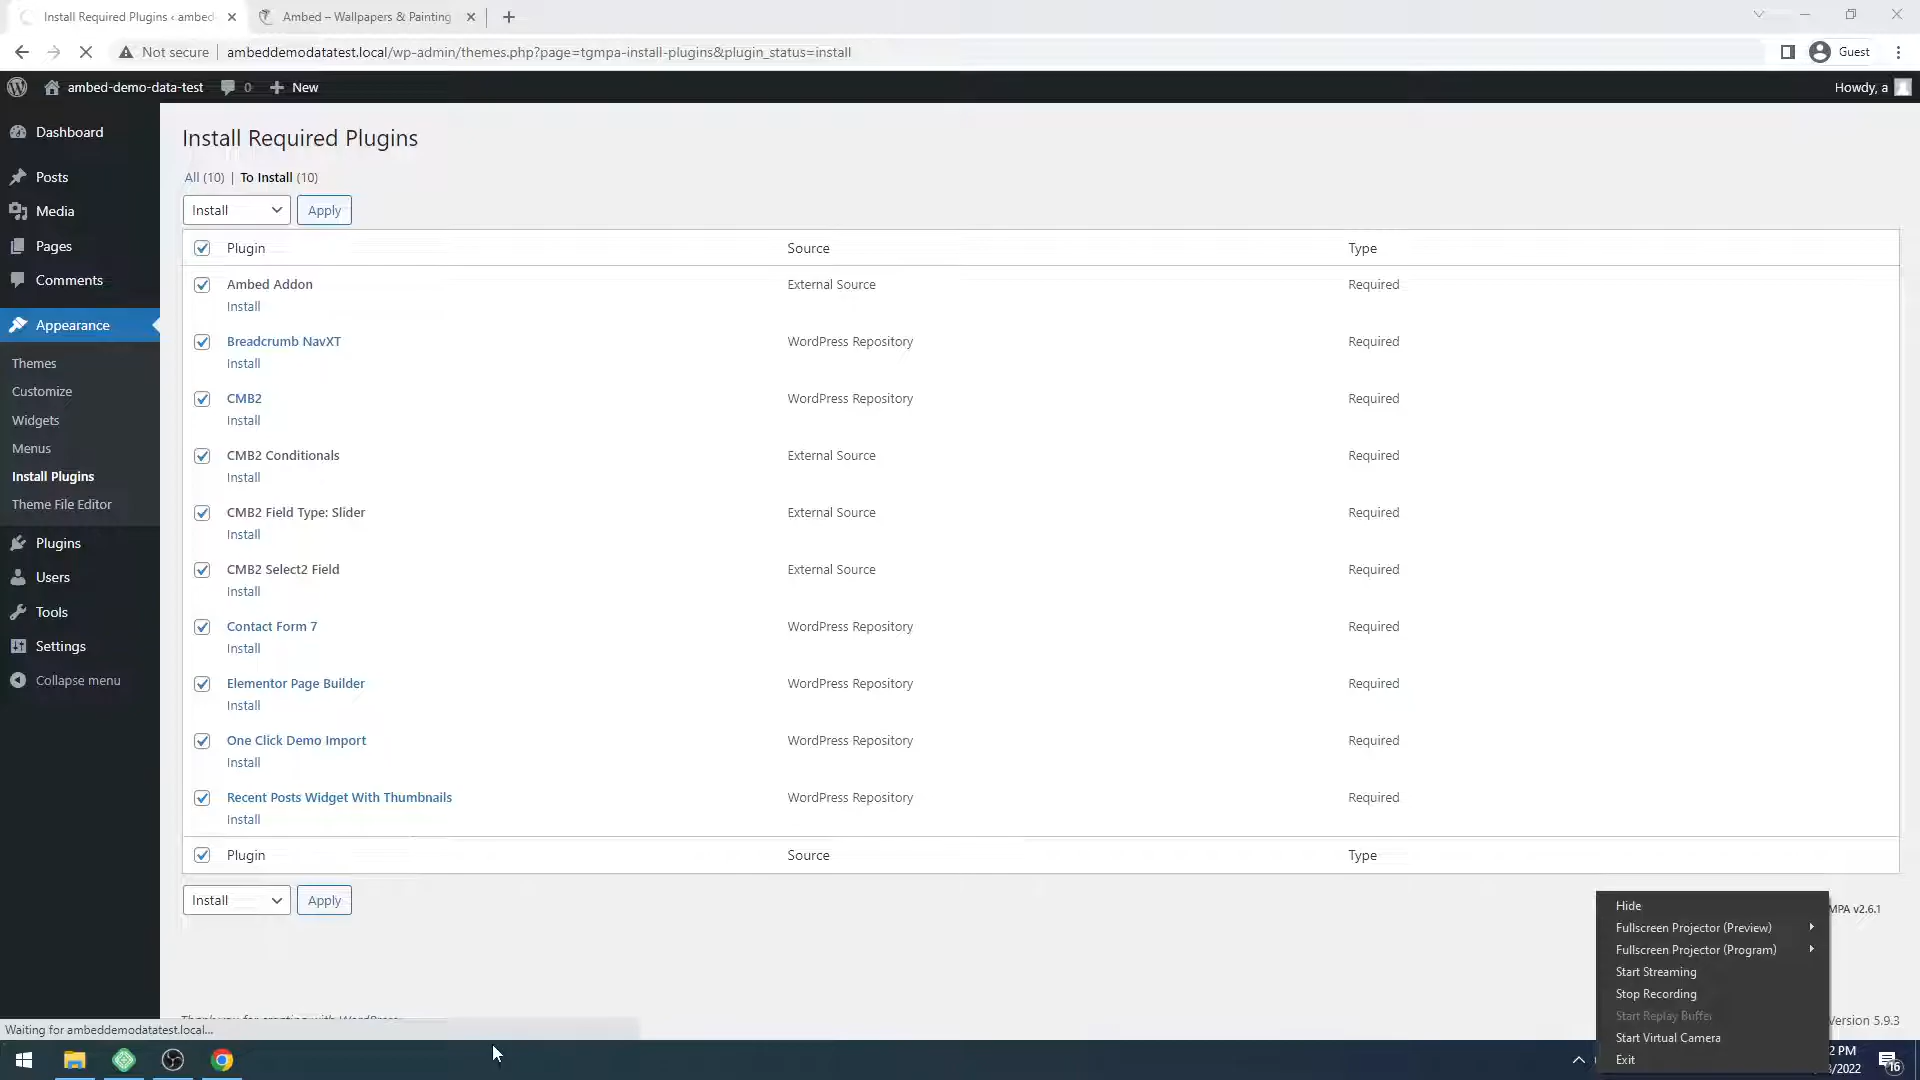 Install Required Plugins ‹ ambed
Ambed – Wallpapers & Painting
Not secure
ambeddemodatatest.local/wp-admin/themes.php?page=tgmpa-install-plugins&plugin_status=install
Guest
ambed-demo-data-test
0
New
Howdy, a
Dashboard
Posts
Media
Pages
Comments
Appearance
Themes
Customize
Widgets
Menus
Install Plugins
Theme File Editor
Plugins
Users
Tools
Settings
Collapse menu
Install Required Plugins
All (10) | To Install (10)
Install
Apply
Plugin Source Type
Ambed Addon External Source Required
Install
Breadcrumb NavXT WordPress Repository Required
Install
CMB2 WordPress Repository Required
Install
CMB2 Conditionals External Source Required
Install
CMB2 Field Type: Slider External Source Required
Install
CMB2 Select2 Field External Source Required
Install
Contact Form 7 WordPress Repository Required
Install
Elementor Page Builder WordPress Repository Required
Install
One Click Demo Import WordPress Repository Required
Install
Recent Posts Widget With Thumbnails WordPress Repository Required
Install
Plugin Source Type
Install
Apply
MPA v2.6.1
Hide
Fullscreen Projector (Preview)
Fullscreen Projector (Program)
Start Streaming
Stop Recording
Start Replay Buffer
Start Virtual Camera
Exit
Version 5.9.3
Waiting for ambeddemodatatest.local...
2 PM
/2022
16